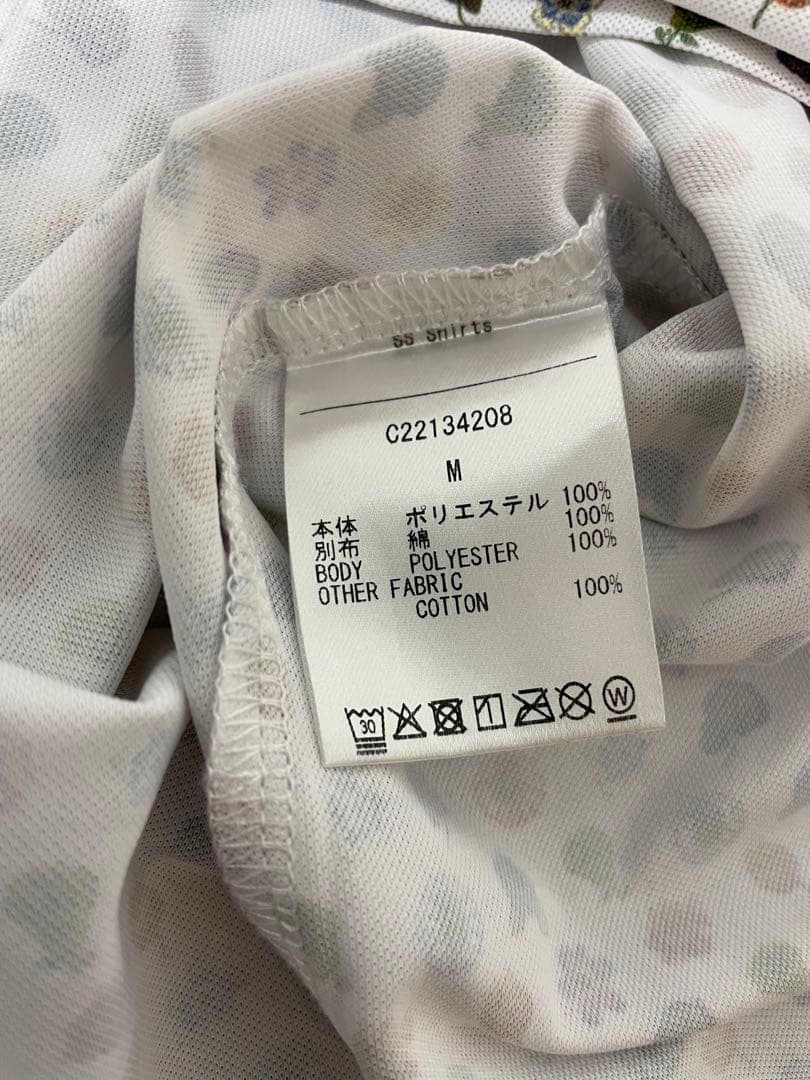 SS Shirts
C22134208
M
本体 ポリエステル 100%
別布 綿 100%
BODY POLYESTER 100%
OTHER FABRIC
COTTON 100%
30 W